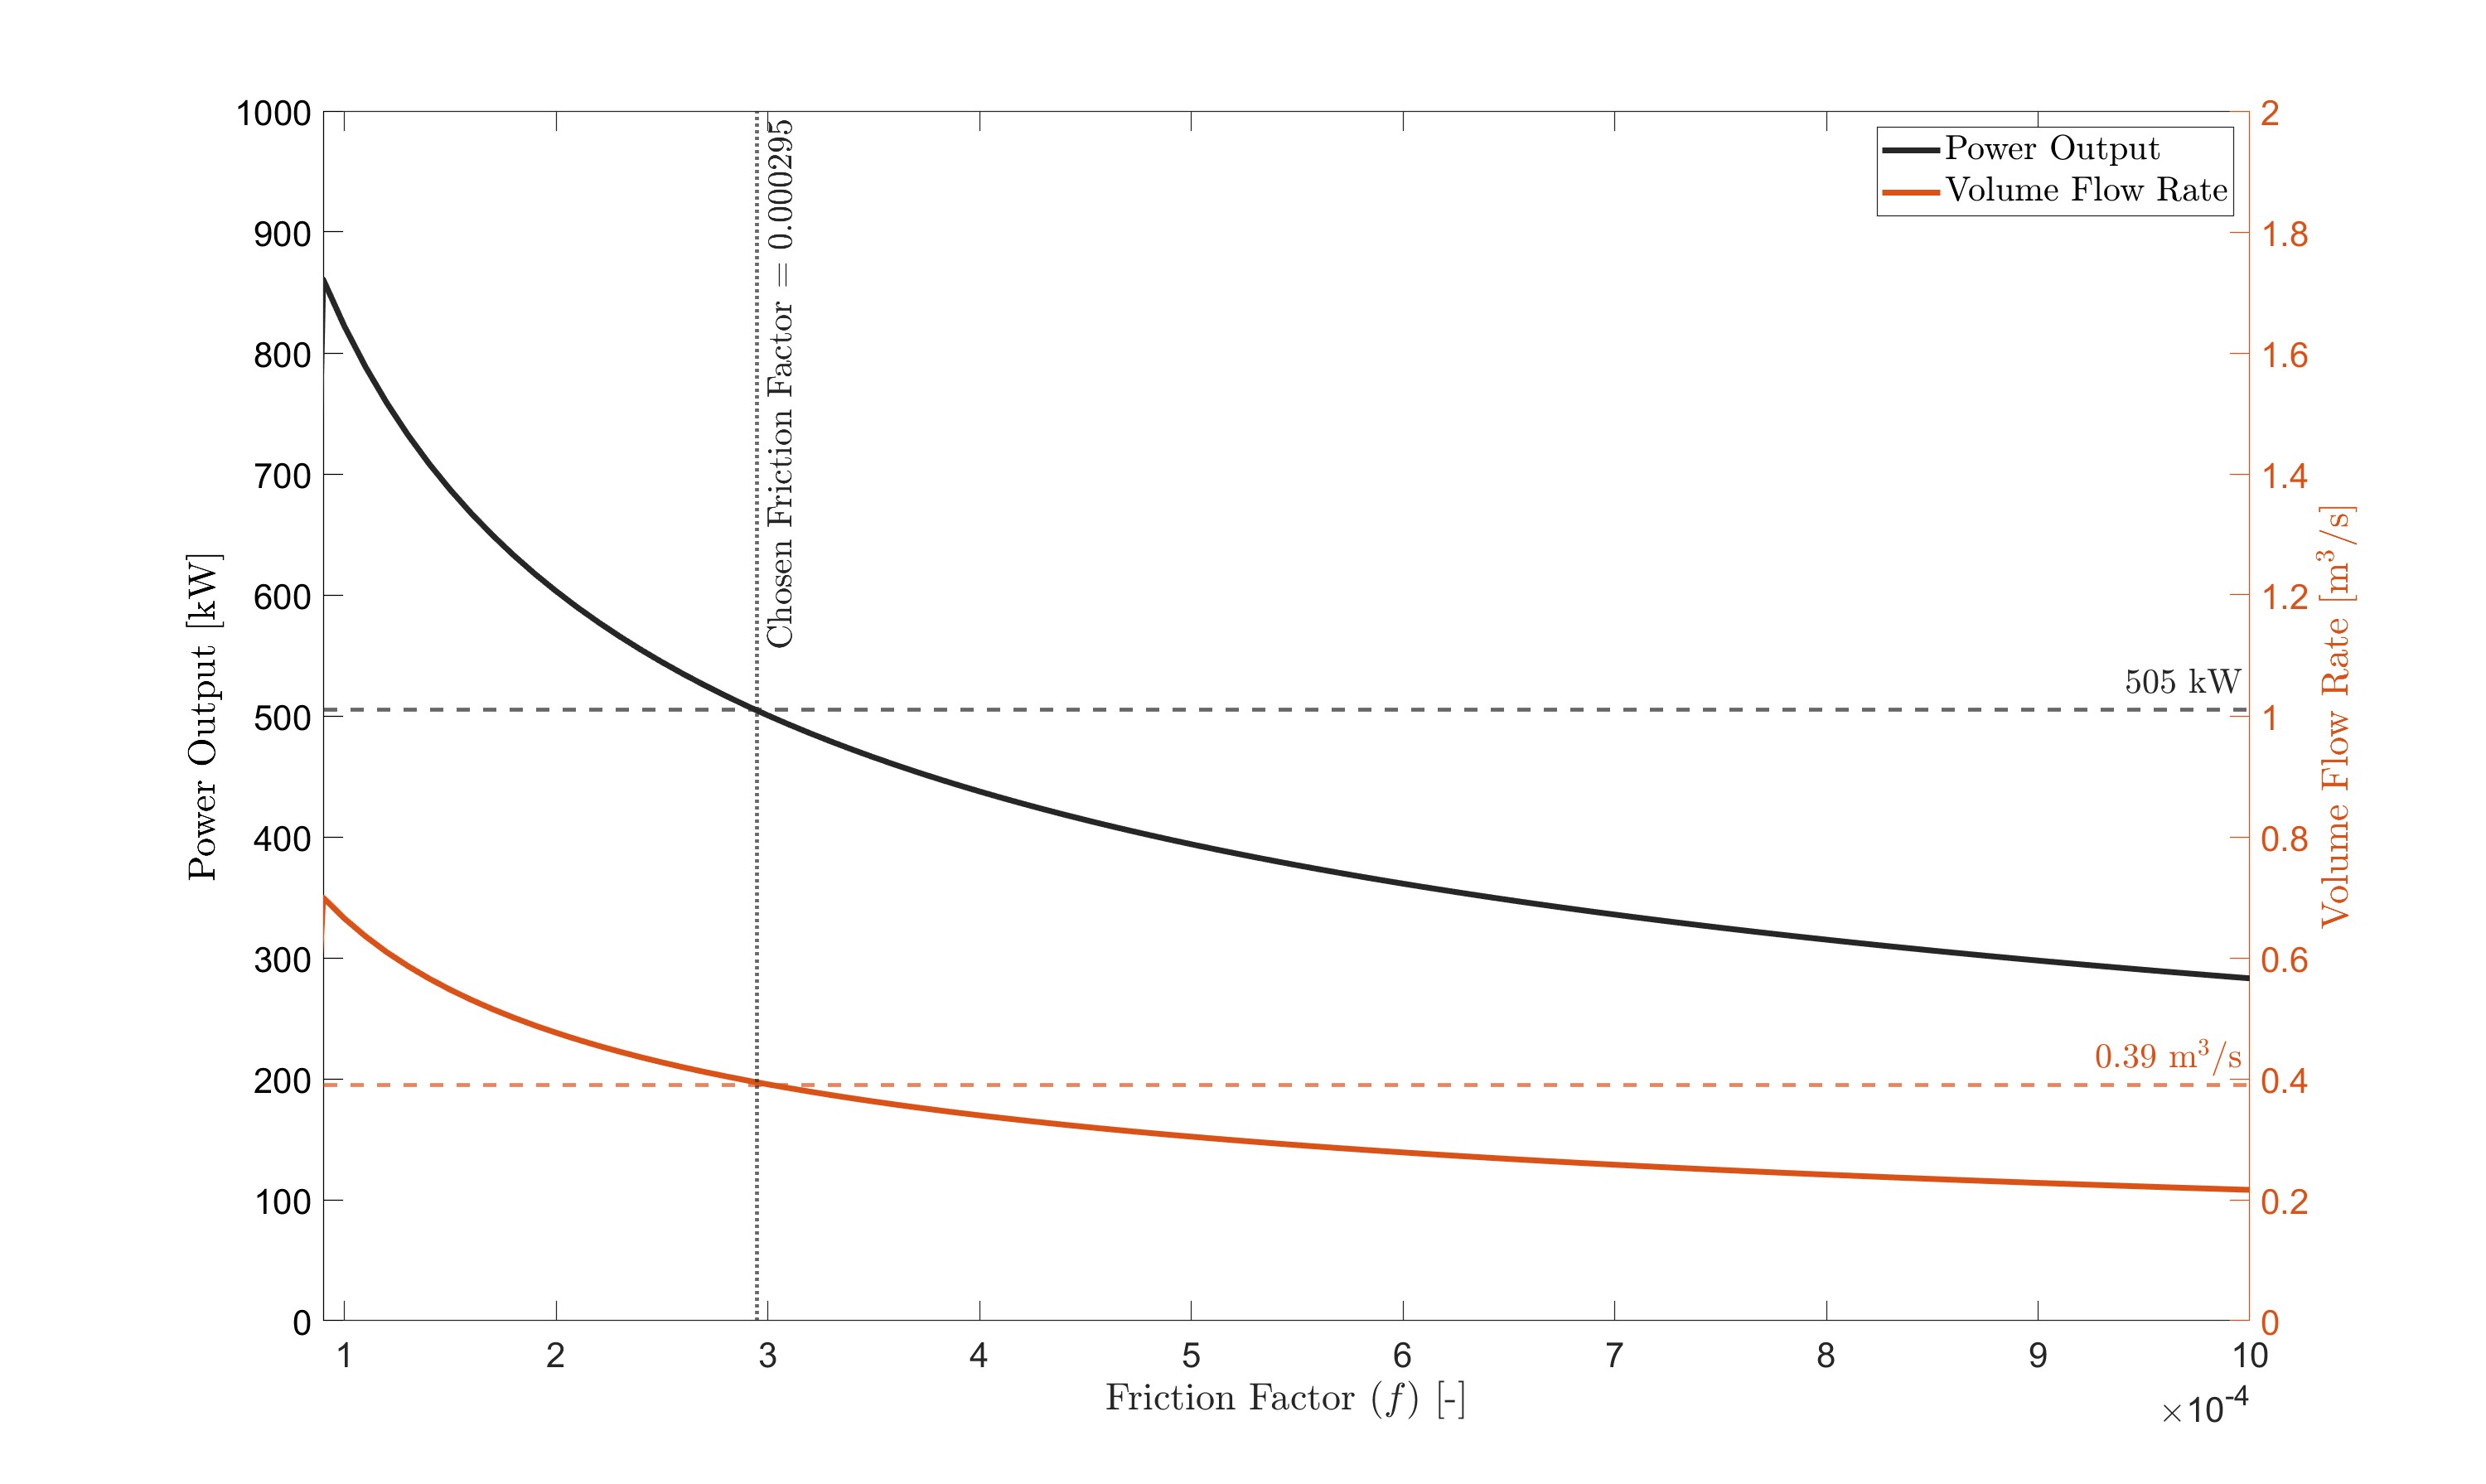 Power Output
Volume Flow Rate
Chosen Friction Factor = 0.000295
505 kW
0.39 m³/s
Power Output [kW]
1000
900
800
700
600
500
400
300
200
100
0
Volume Flow Rate [m³/s]
2
1.8
1.6
1.4
1.2
1
0.8
0.6
0.4
0.2
0
1 2 3 4 5 6 7 8 9 10
Friction Factor (f) [-]
×10⁻⁴